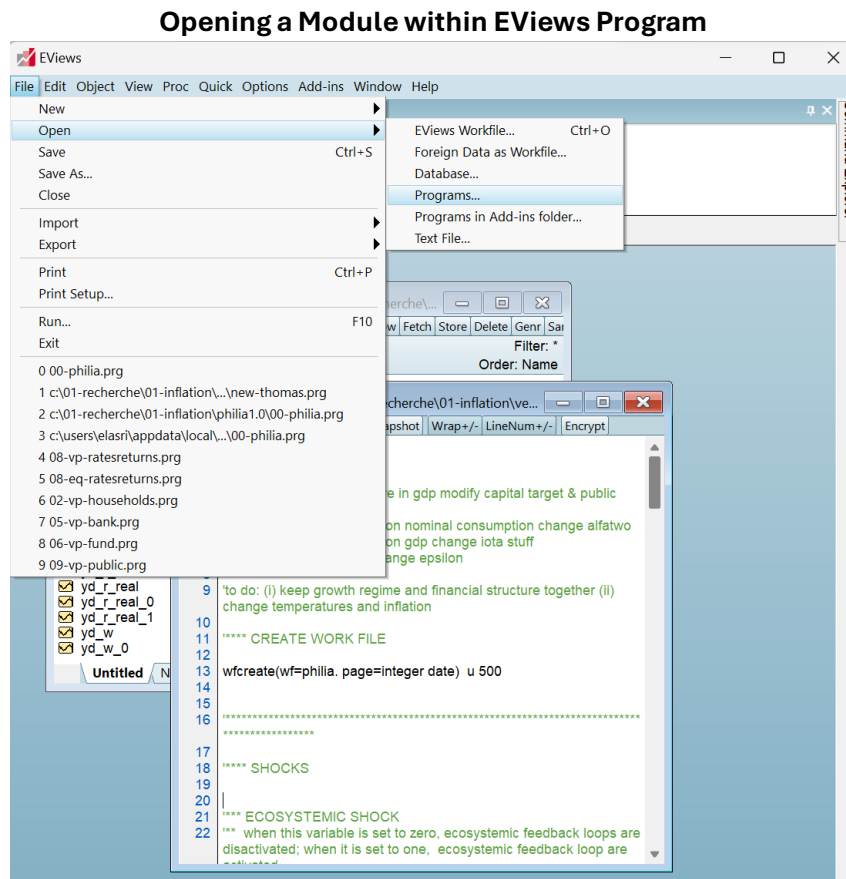 Opening a Module within EViews Program
EViews
File Edit Object View Proc Quick Options Add-ins Window Help
New
Open
Save Ctrl+S
Save As...
Close
Import
Export
Print Ctrl+P
Print Setup...
Run... F10
Exit
0 00-philia.prg
1 c:\01-recherche\01-inflation\...\new-thomas.prg
2 c:\01-recherche\01-inflation\philia1.0\00-philia.prg
3 c:\users\elasri\appdata\local\...\00-philia.prg
4 08-vp-ratesreturns.prg
5 08-eq-ratesreturns.prg
6 02-vp-households.prg
7 05-vp-bank.prg
8 06-vp-fund.prg
9 09-vp-public.prg
EViews Workfile... Ctrl+O
Foreign Data as Workfile...
Database...
Programs...
Programs in Add-ins folder...
Text File...
Fetch Store Delete Genr
Filter: *
Order: Name
yd_r_real
yd_r_real_0
yd_r_real_1
yd_w
yd_w_0
Untitled
cherche\01-inflation\ve...
apshot Wrap+/- LineNum+/- Encrypt
e in gdp modify capital target & public
on nominal consumption change alfatwo
on gdp change iota stuff
ange epsilon
9 'to do: (i) keep growth regime and financial structure together (ii)
change temperatures and inflation
10
11 '**** CREATE WORK FILE
12
13 wfcreate(wf=philia. page=integer date) u 500
14
15
16 '******************************************************************************
*****************
17
18 '**** SHOCKS
19
20
21 '*** ECOSYSTEMIC SHOCK
22 '** when this variable is set to zero, ecosystemic feedback loops are
disactivated; when it is set to one, ecosystemic feedback loop are